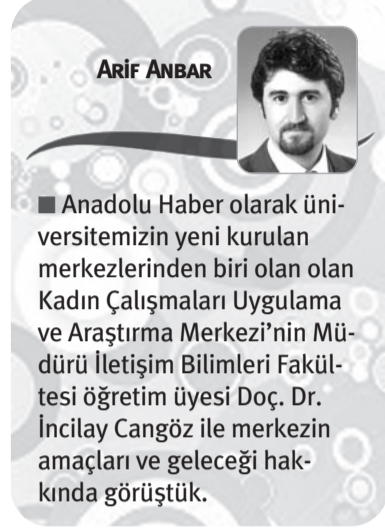 ARİF ANBAR
■ Anadolu Haber olarak üni-
versitemizin yeni kurulan
merkezlerinden biri olan olan
Kadın Çalışmaları Uygulama
ve Araştırma Merkezi’nin Mü-
dürü İletişim Bilimleri Fakül-
tesi öğretim üyesi Doç. Dr.
İncilay Cangöz ile merkezin
amaçları ve geleceği hak-
kında görüştük.